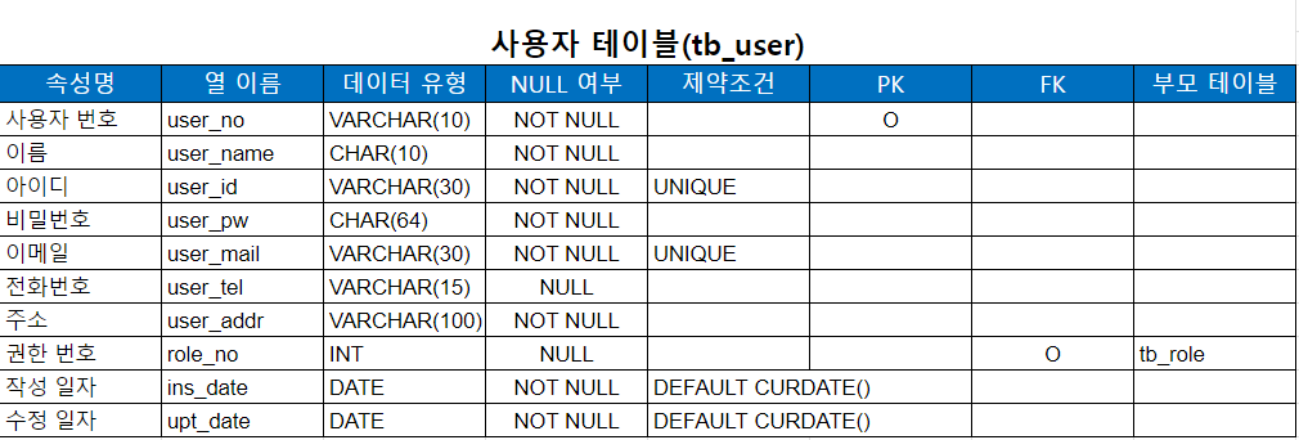 사용자 테이블(tb_user)
속성명 열 이름 데이터 유형 NULL 여부 제약조건 PK FK 부모 테이블
사용자 번호 user_no VARCHAR(10) NOT NULL O
이름 user_name CHAR(10) NOT NULL
아이디 user_id VARCHAR(30) NOT NULL UNIQUE
비밀번호 user_pw CHAR(64) NOT NULL
이메일 user_mail VARCHAR(30) NOT NULL UNIQUE
전화번호 user_tel VARCHAR(15) NULL
주소 user_addr VARCHAR(100) NOT NULL
권한 번호 role_no INT NULL O tb_role
작성 일자 ins_date DATE NOT NULL DEFAULT CURDATE()
수정 일자 upt_date DATE NOT NULL DEFAULT CURDATE()